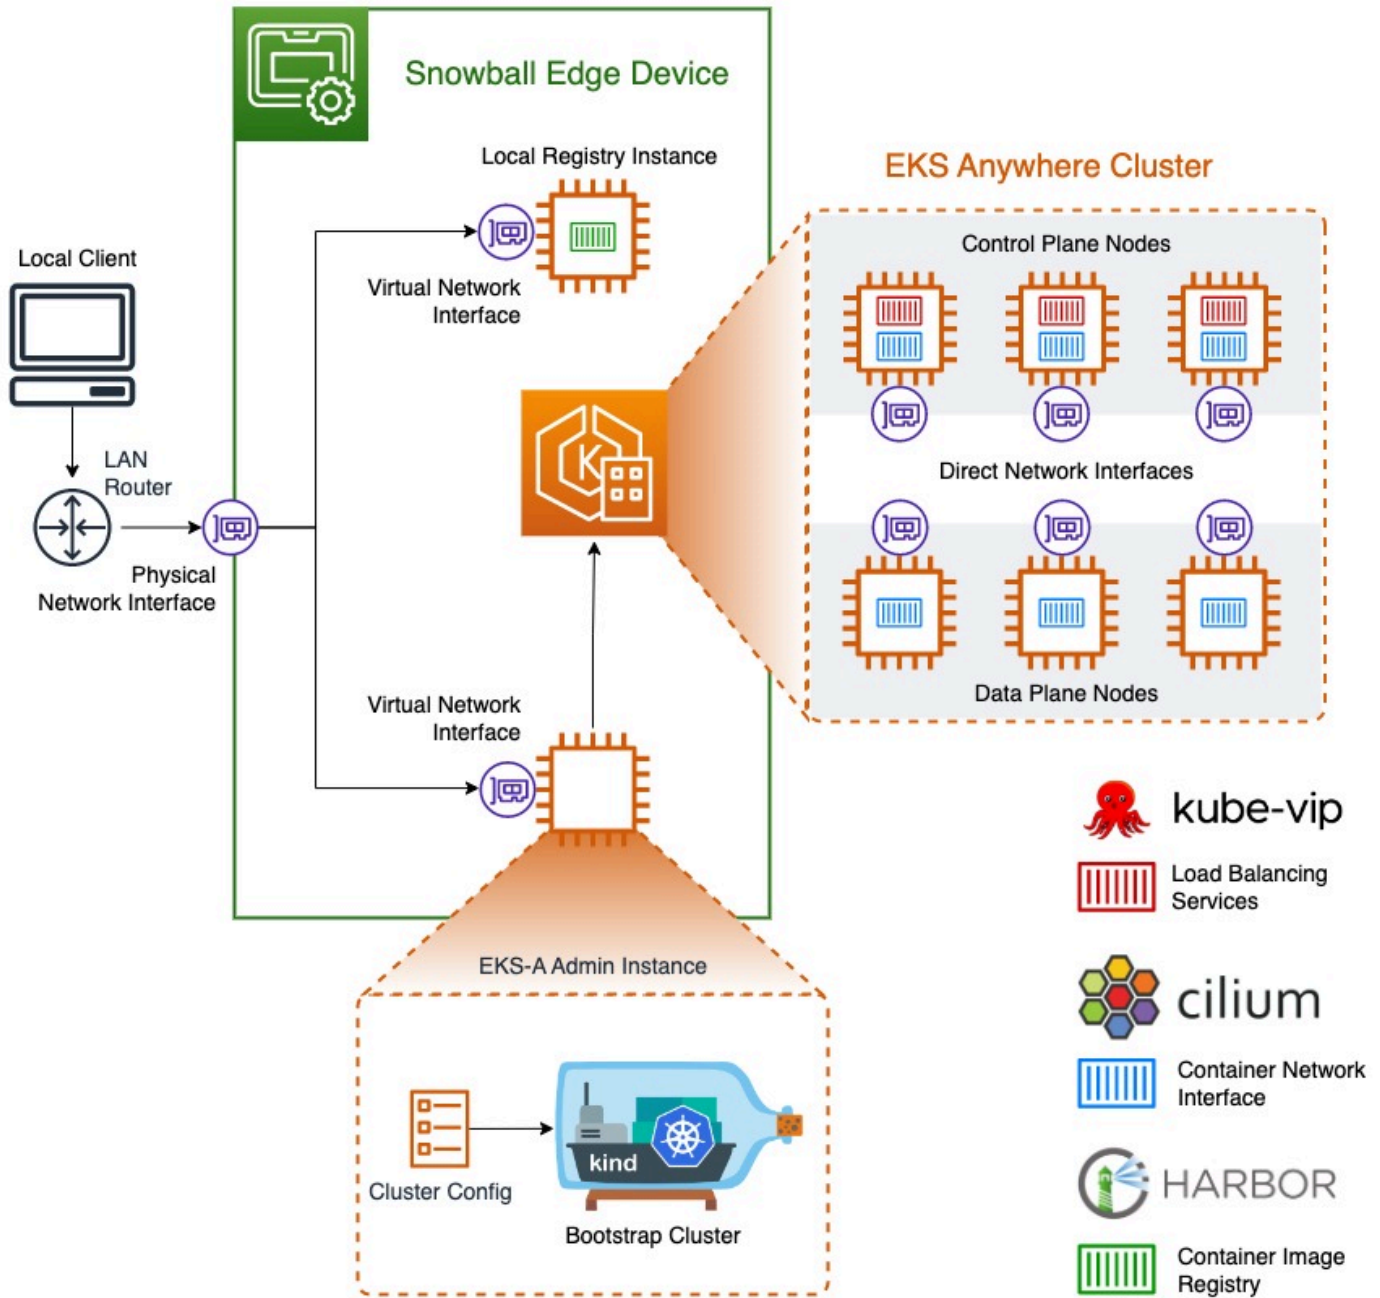 Snowball Edge Device
Local Registry Instance
EKS Anywhere Cluster
Control Plane Nodes
Local Client
Virtual Network
Interface
K
LAN
Router
Direct Network Interfaces
Physical
Network Interface
Data Plane Nodes
Virtual Network
Interface
kube-vip
Load Balancing
Services
EKS-A Admin Instance
cilium
Container Network
Interface
kind
Cluster Config
Bootstrap Cluster
HARBOR
Container Image
Registry